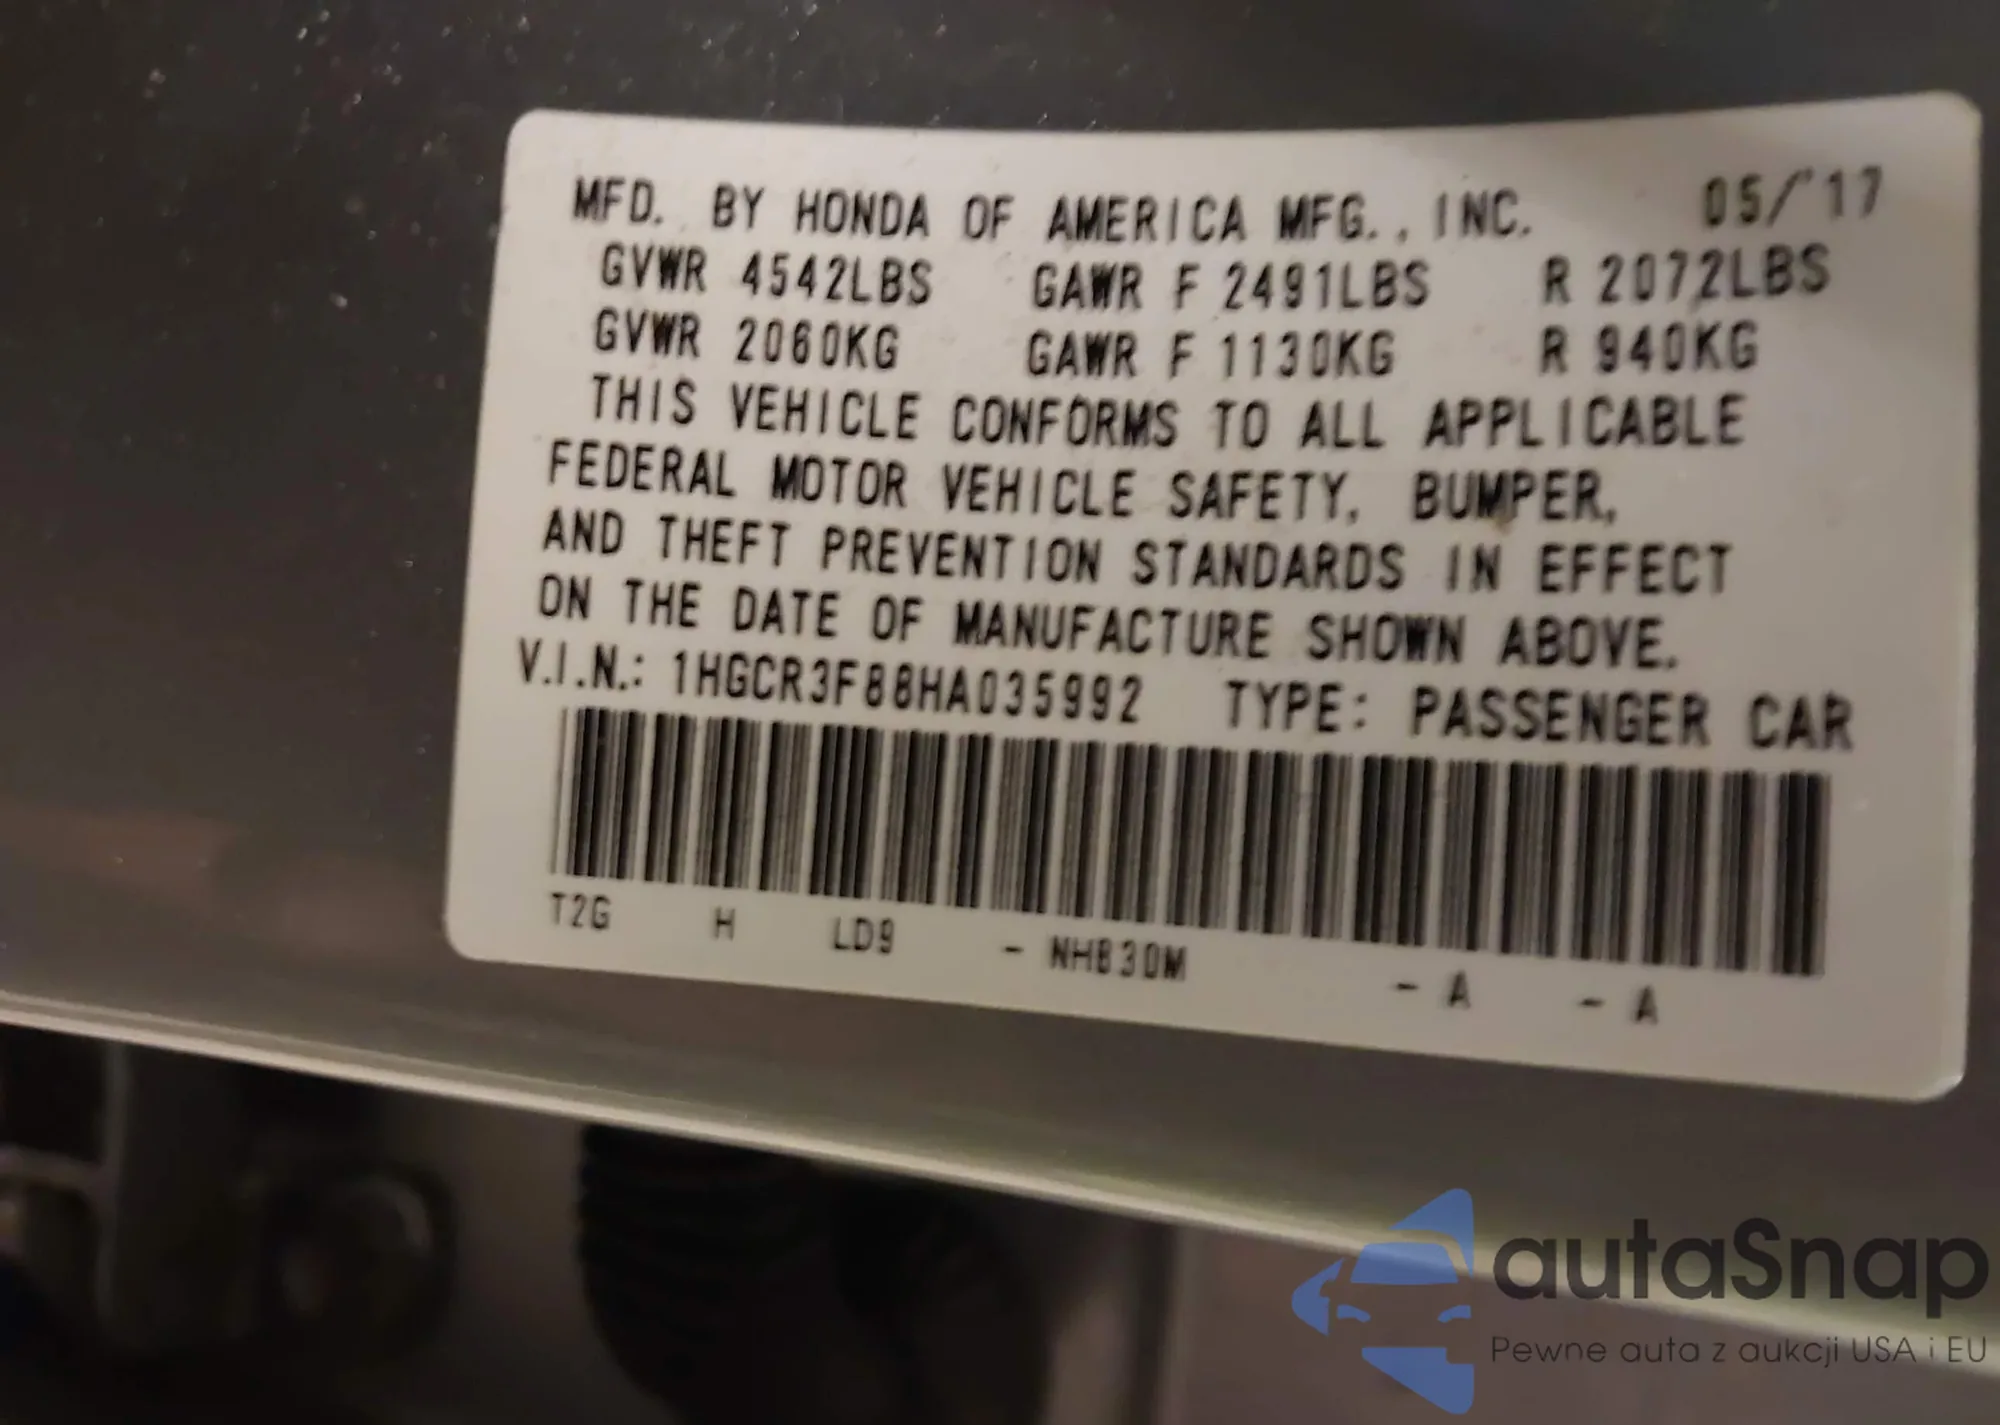 MFD. BY HONDA OF AMERICA MFG., INC. 05/'17
GVWR 4542LBS GAWR F 2491LBS R 2072LBS
GVWR 2060KG GAWR F 1130KG R 940KG
THIS VEHICLE CONFORMS TO ALL APPLICABLE
FEDERAL MOTOR VEHICLE SAFETY, BUMPER,
AND THEFT PREVENTION STANDARDS IN EFFECT
ON THE DATE OF MANUFACTURE SHOWN ABOVE.
V.I.N.: 1HGCR3F88HA035992 TYPE: PASSENGER CAR
T2G H LD9 - NH830M - A - A
autaSnap
Pewne auta z aukcji USA i EU